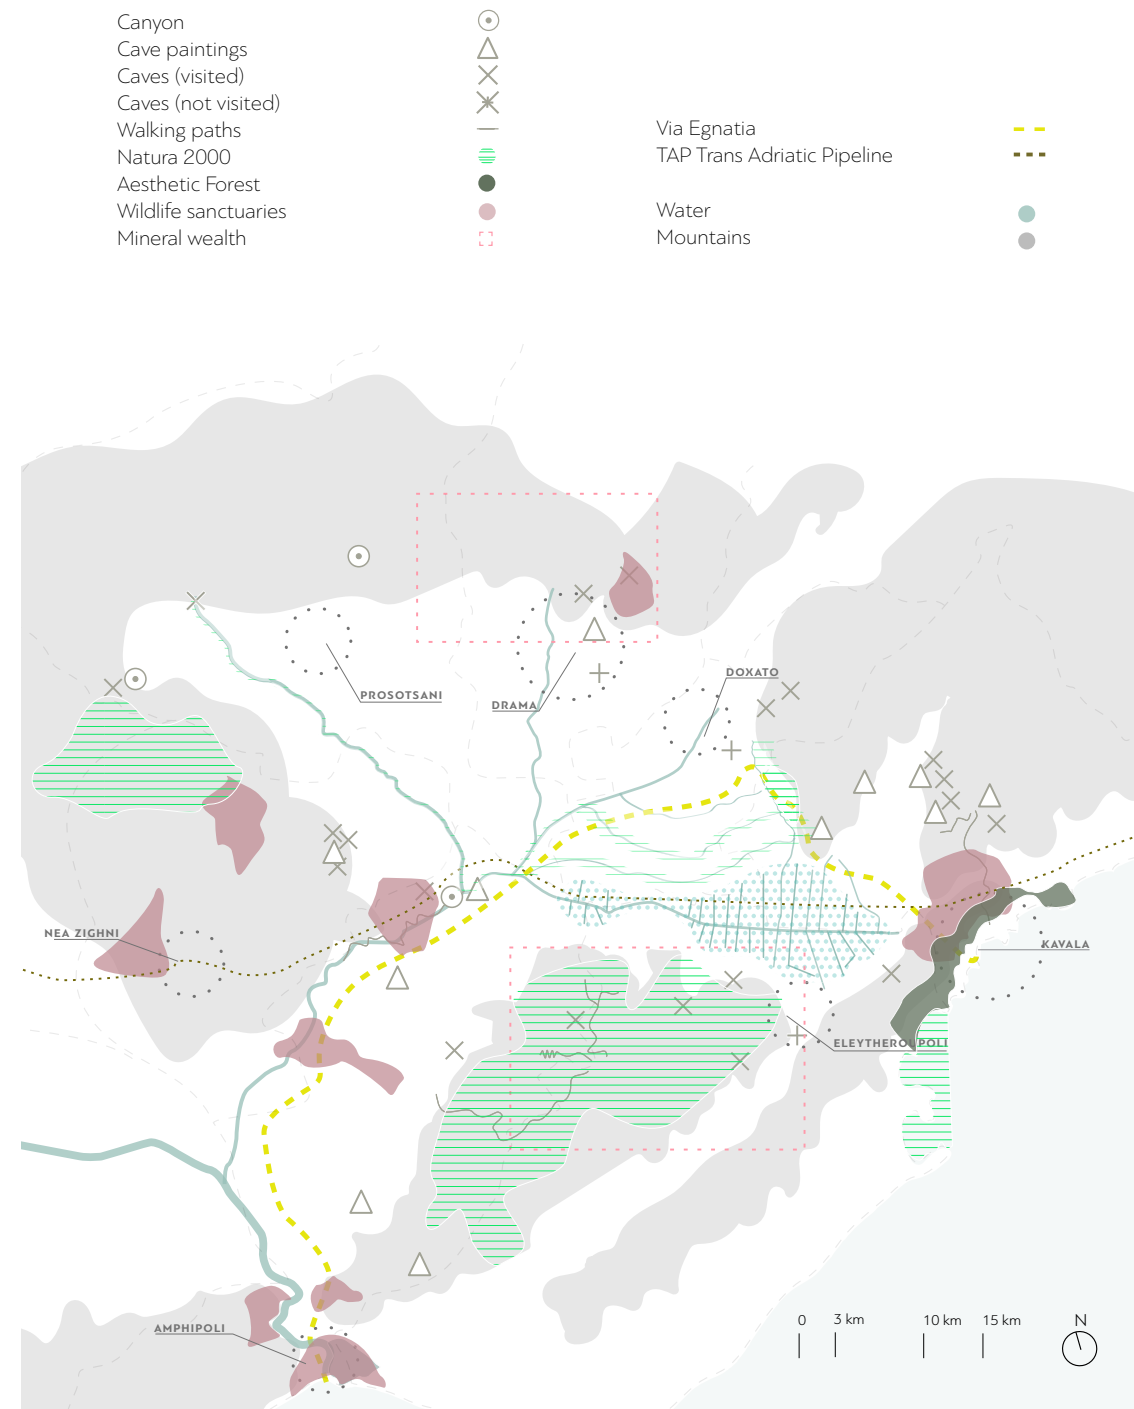 Canyon
Cave paintings
Caves (visited)
Caves (not visited)
Walking paths
Natura 2000
Aesthetic Forest
Wildlife sanctuaries
Mineral wealth
Via Egnatia
TAP Trans Adriatic Pipeline
Water
Mountains
PROSOTSANI
DRAMA
DOXATO
NEA ZIGHNI
KAVALA
ELEYTHEROUPOLI
AMPHIPOLI
0 3 km 10 km 15 km N